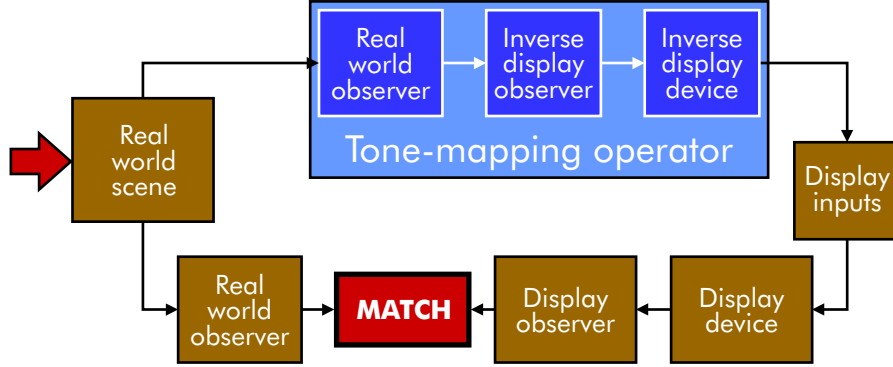 Real
world
observer
Inverse
display
observer
Inverse
display
device
Tone-mapping operator
Real
world
scene
Display
inputs
Real
world
observer
MATCH
Display
observer
Display
device